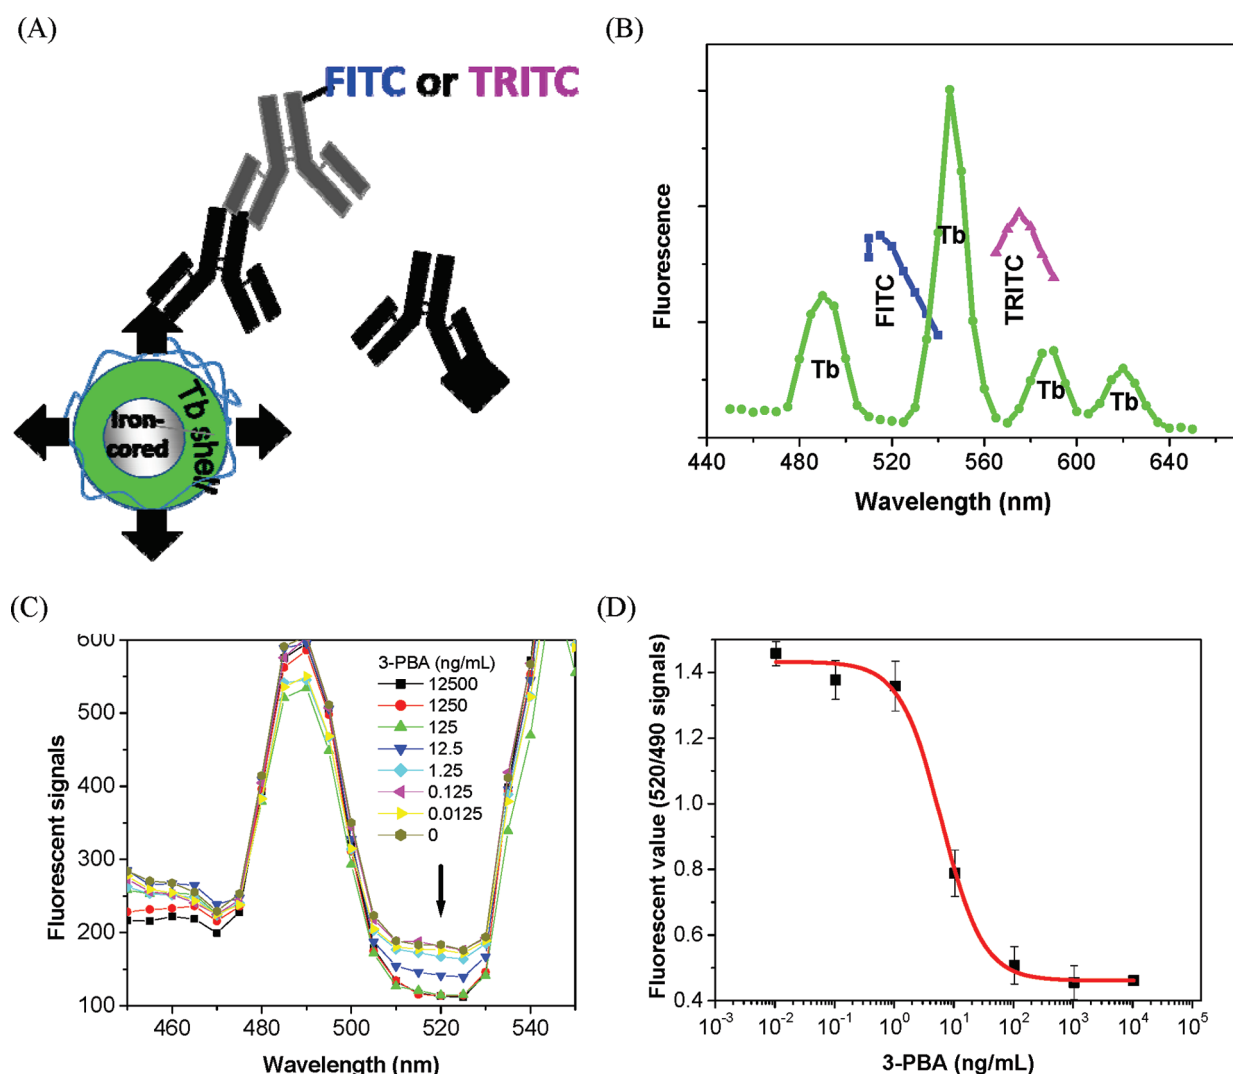 (A)
FITC or TRITC
Iron-
cored
Tb shell
(B)
Fluorescence
Tb
FITC
Tb
TRITC
Tb
Tb
440 480 520 560 600 640
Wavelength (nm)
(C)
Fluorescent signals
600
500
400
300
200
100
3-PBA (ng/mL)
12500
1250
125
12.5
1.25
0.125
0.0125
0
460 480 500 520 540
Wavelength (nm)
(D)
Fluorescent value (520/490 signals)
1.4
1.2
1.0
0.8
0.6
0.4
10⁻³ 10⁻² 10⁻¹ 10⁰ 10¹ 10² 10³ 10⁴ 10⁵
3-PBA (ng/mL)